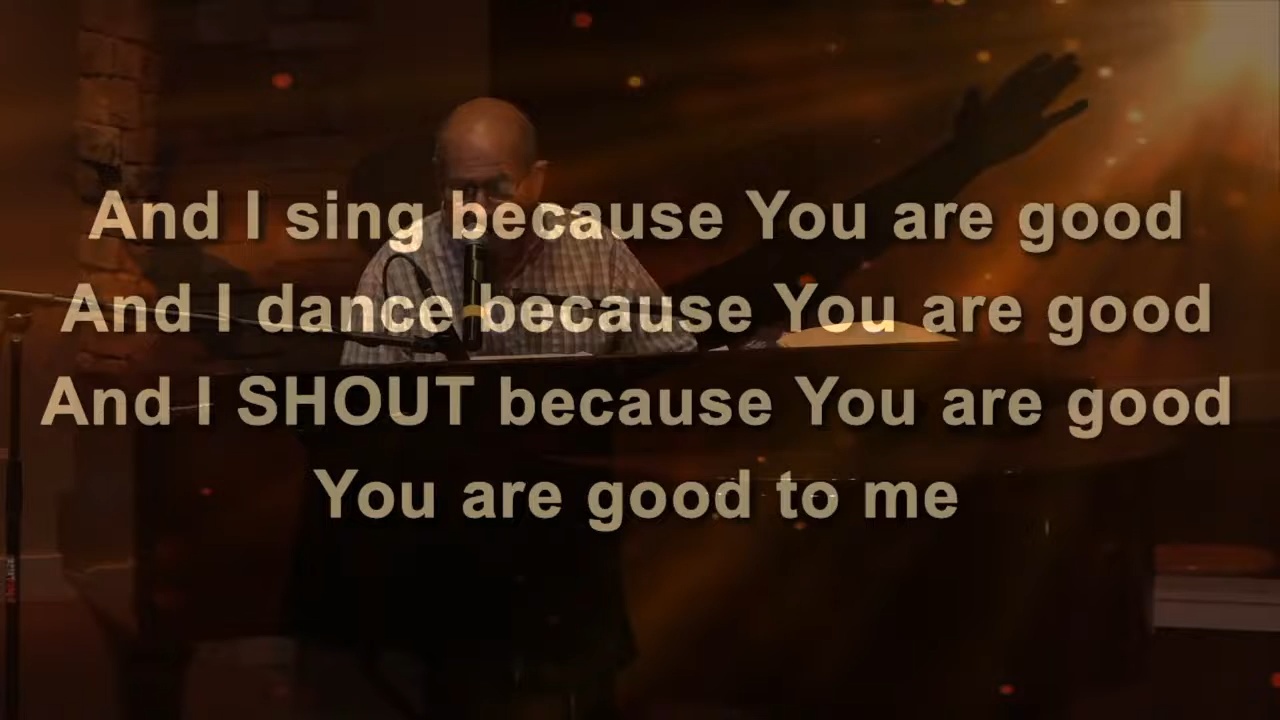 And I sing because You are good
And I dance because You are good
And I SHOUT because You are good
You are good to me